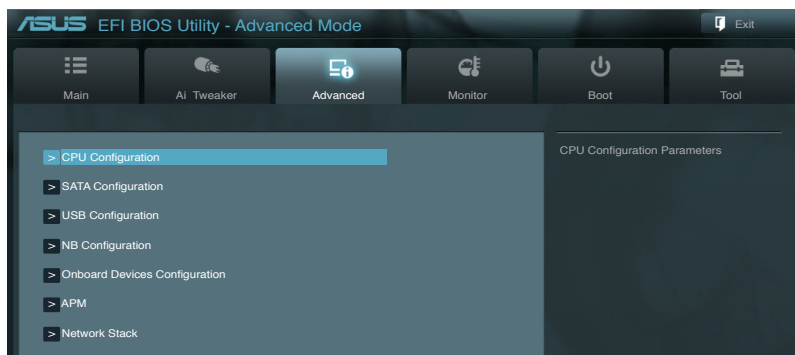 ASUS EFI BIOS Utility - Advanced Mode
Exit
Main
Ai Tweaker
Advanced
Monitor
Boot
Tool
> CPU Configuration
> SATA Configuration
> USB Configuration
> NB Configuration
> Onboard Devices Configuration
> APM
> Network Stack
CPU Configuration Parameters